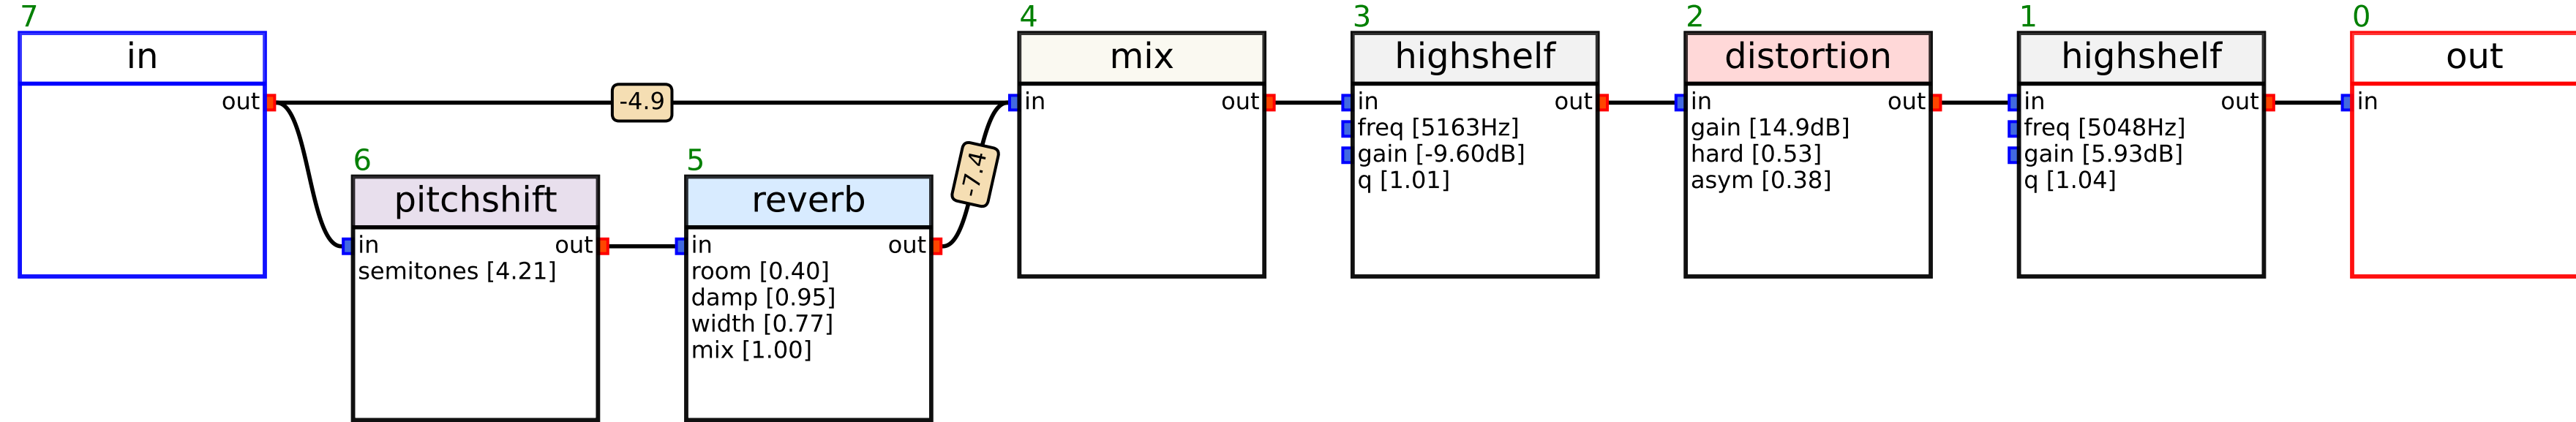 7
in
out
-4.9
6
pitchshift
in out
semitones [4.21]
5
reverb
in out
room [0.40]
damp [0.95]
width [0.77]
mix [1.00]
-7.4
4
mix
in out
3
highshelf
in out
freq [5163Hz]
gain [-9.60dB]
q [1.01]
2
distortion
in out
gain [14.9dB]
hard [0.53]
asym [0.38]
1
highshelf
in out
freq [5048Hz]
gain [5.93dB]
q [1.04]
0
out
in